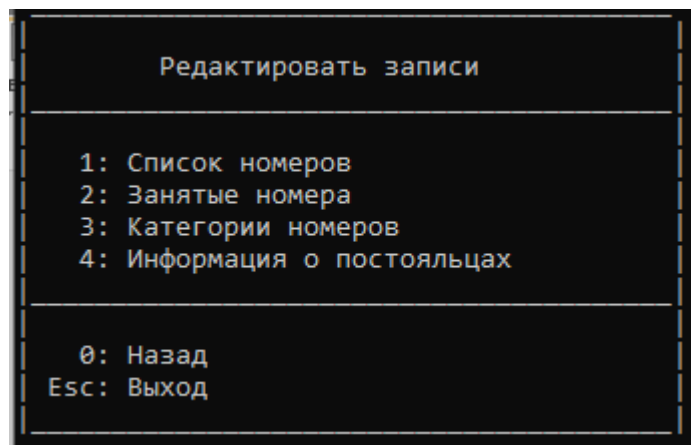 Редактировать записи
1: Список номеров
2: Занятые номера
3: Категории номеров
4: Информация о постояльцах
0: Назад
Esc: Выход